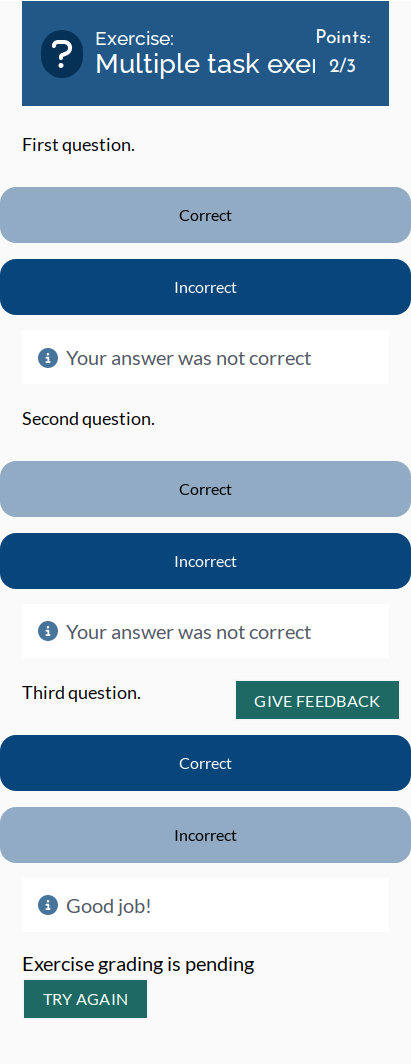 Exercise:
Points:
Multiple task exer
2/3
First question.
Correct
Incorrect
Your answer was not correct
Second question.
Correct
Incorrect
Your answer was not correct
Third question.
GIVE FEEDBACK
Correct
Incorrect
Good job!
Exercise grading is pending
TRY AGAIN